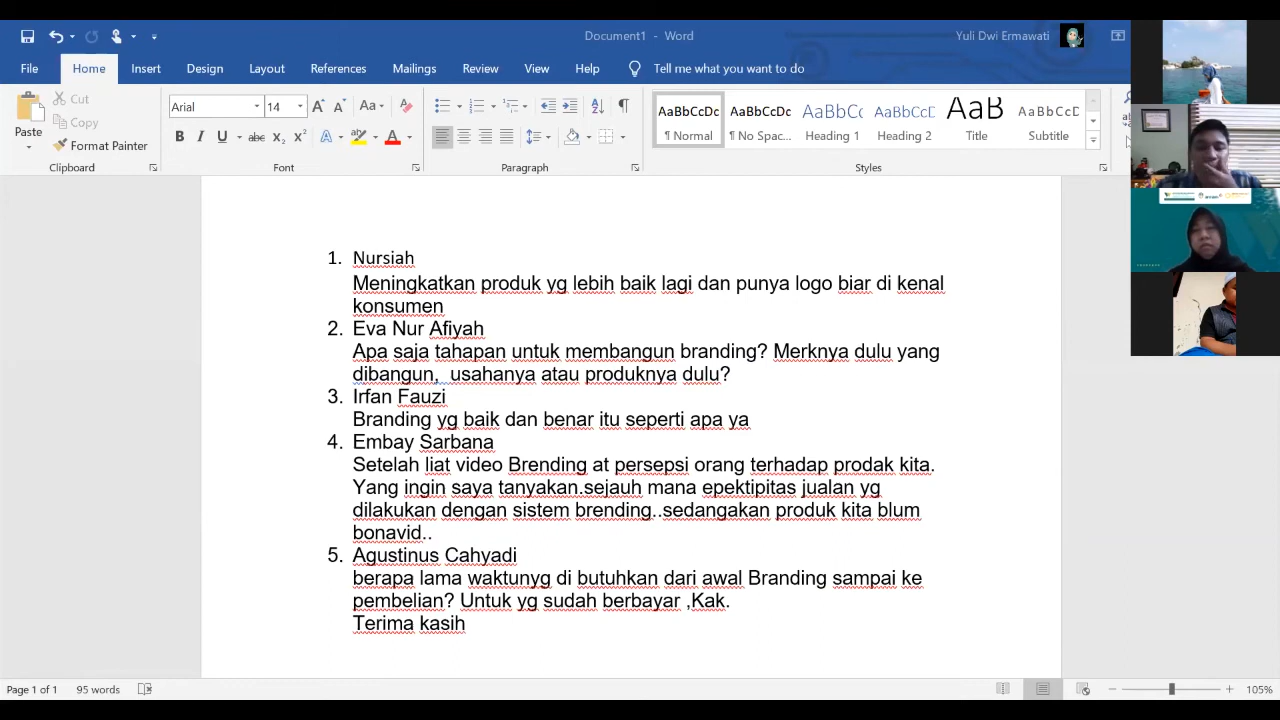 Document1 - Word
Yuli Dwi Ermawati
File Home Insert Design Layout References Mailings Review View Help Tell me what you want to do
Paste
Cut
Copy
Format Painter
Clipboard
Arial 14
Font
Paragraph
AaBbCcDc AaBbCcDc AaBbCc AaBbCcD AaB AaBbCcD
¶ Normal ¶ No Spac... Heading 1 Heading 2 Title Subtitle
Styles
1. Nursiah
Meningkatkan produk yg lebih baik lagi dan punya logo biar di kenal
konsumen
2. Eva Nur Afiyah
Apa saja tahapan untuk membangun branding? Merknya dulu yang
dibangun, usahanya atau produknya dulu?
3. Irfan Fauzi
Branding yg baik dan benar itu seperti apa ya
4. Embay Sarbana
Setelah liat video Brending at persepsi orang terhadap prodak kita.
Yang ingin saya tanyakan.sejauh mana epektipitas jualan yg
dilakukan dengan sistem brending..sedangakan produk kita blum
bonavid..
5. Agustinus Cahyadi
berapa lama waktunyg di butuhkan dari awal Branding sampai ke
pembelian? Untuk yg sudah berbayar ,Kak.
Terima kasih
Page 1 of 1 95 words
105%